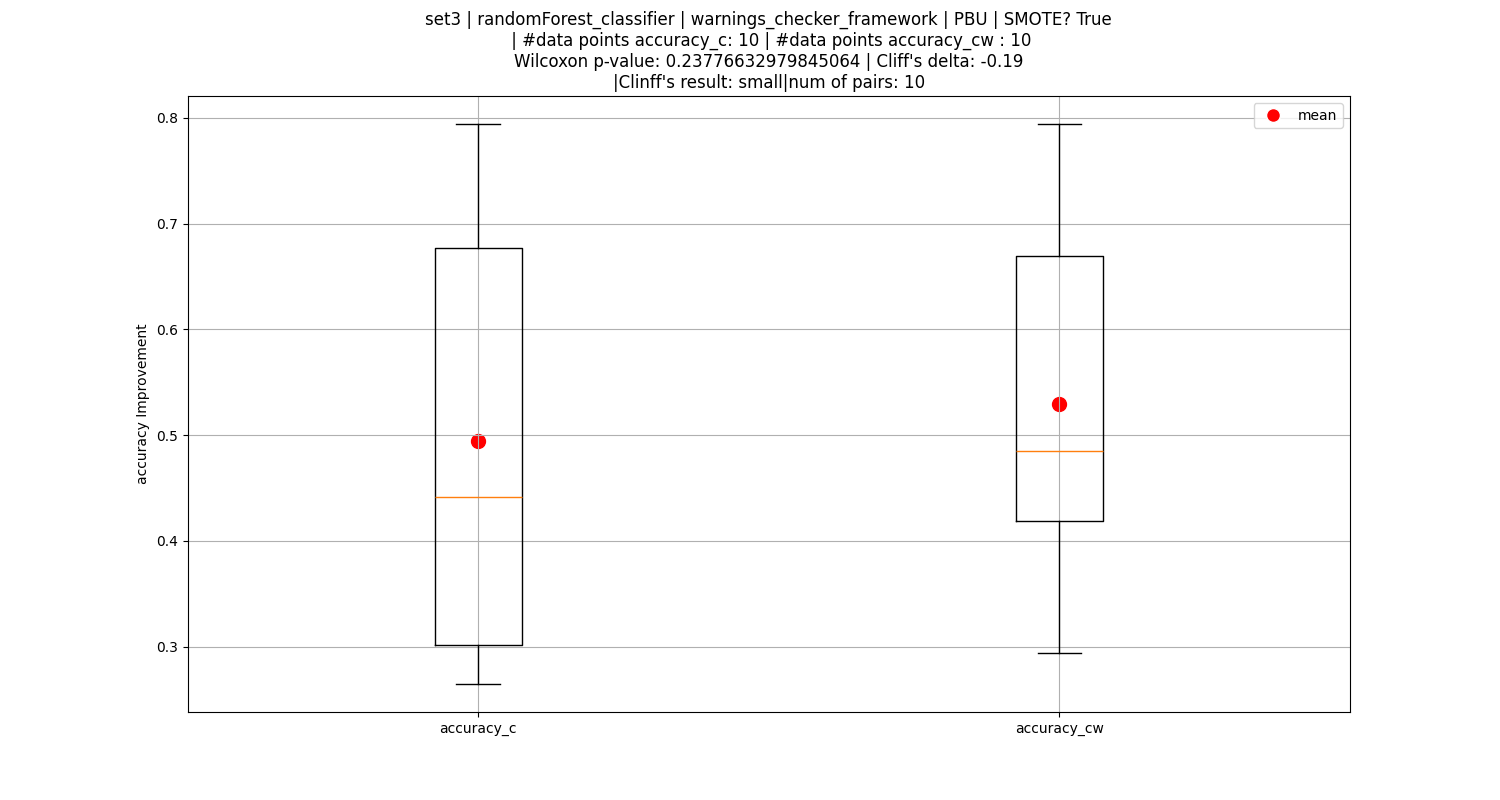 set3 | randomForest_classifier | warnings_checker_framework | PBU | SMOTE? True
| #data points accuracy_c: 10 | #data points accuracy_cw : 10
Wilcoxon p-value: 0.23776632979845064 | Cliff's delta: -0.19
|Clinff's result: small|num of pairs: 10
mean
0.8
0.7
0.6
0.5
0.4
0.3
accuracy Improvement
accuracy_c
accuracy_cw